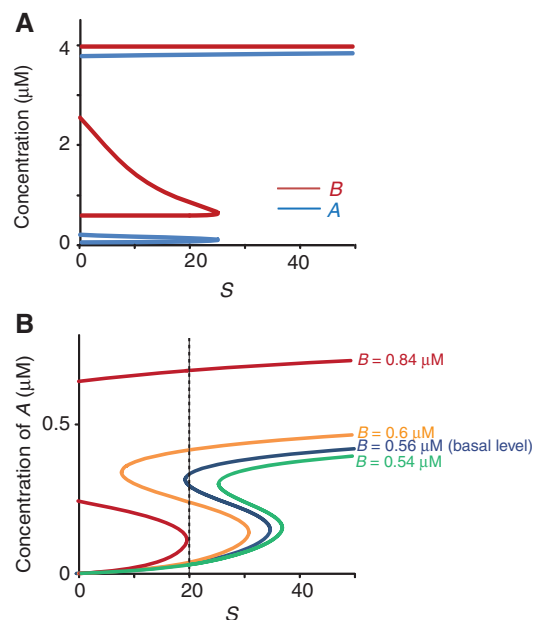 A
Concentration (μM)
4
2
0
B
A
0
20
40
S
B
Concentration of A (μM)
0.5
0
B = 0.84 μM
B = 0.6 μM
B = 0.56 μM (basal level)
B = 0.54 μM
0
20
40
S